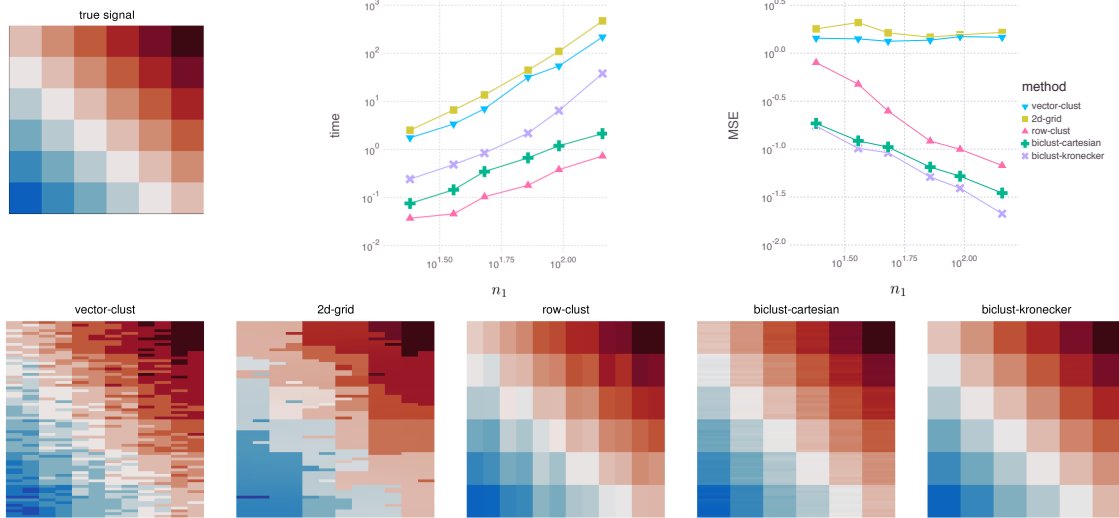 true signal
time
10^3
10^2
10^1
10^0
10^-1
10^-2
10^1.50
10^1.75
10^2.00
n_1
MSE
10^0.5
10^0.0
10^-0.5
10^-1.0
10^-1.5
10^-2.0
10^1.50
10^1.75
10^2.00
n_1
method
vector-clust
2d-grid
row-clust
biclust-cartesian
biclust-kronecker
vector-clust
2d-grid
row-clust
biclust-cartesian
biclust-kronecker